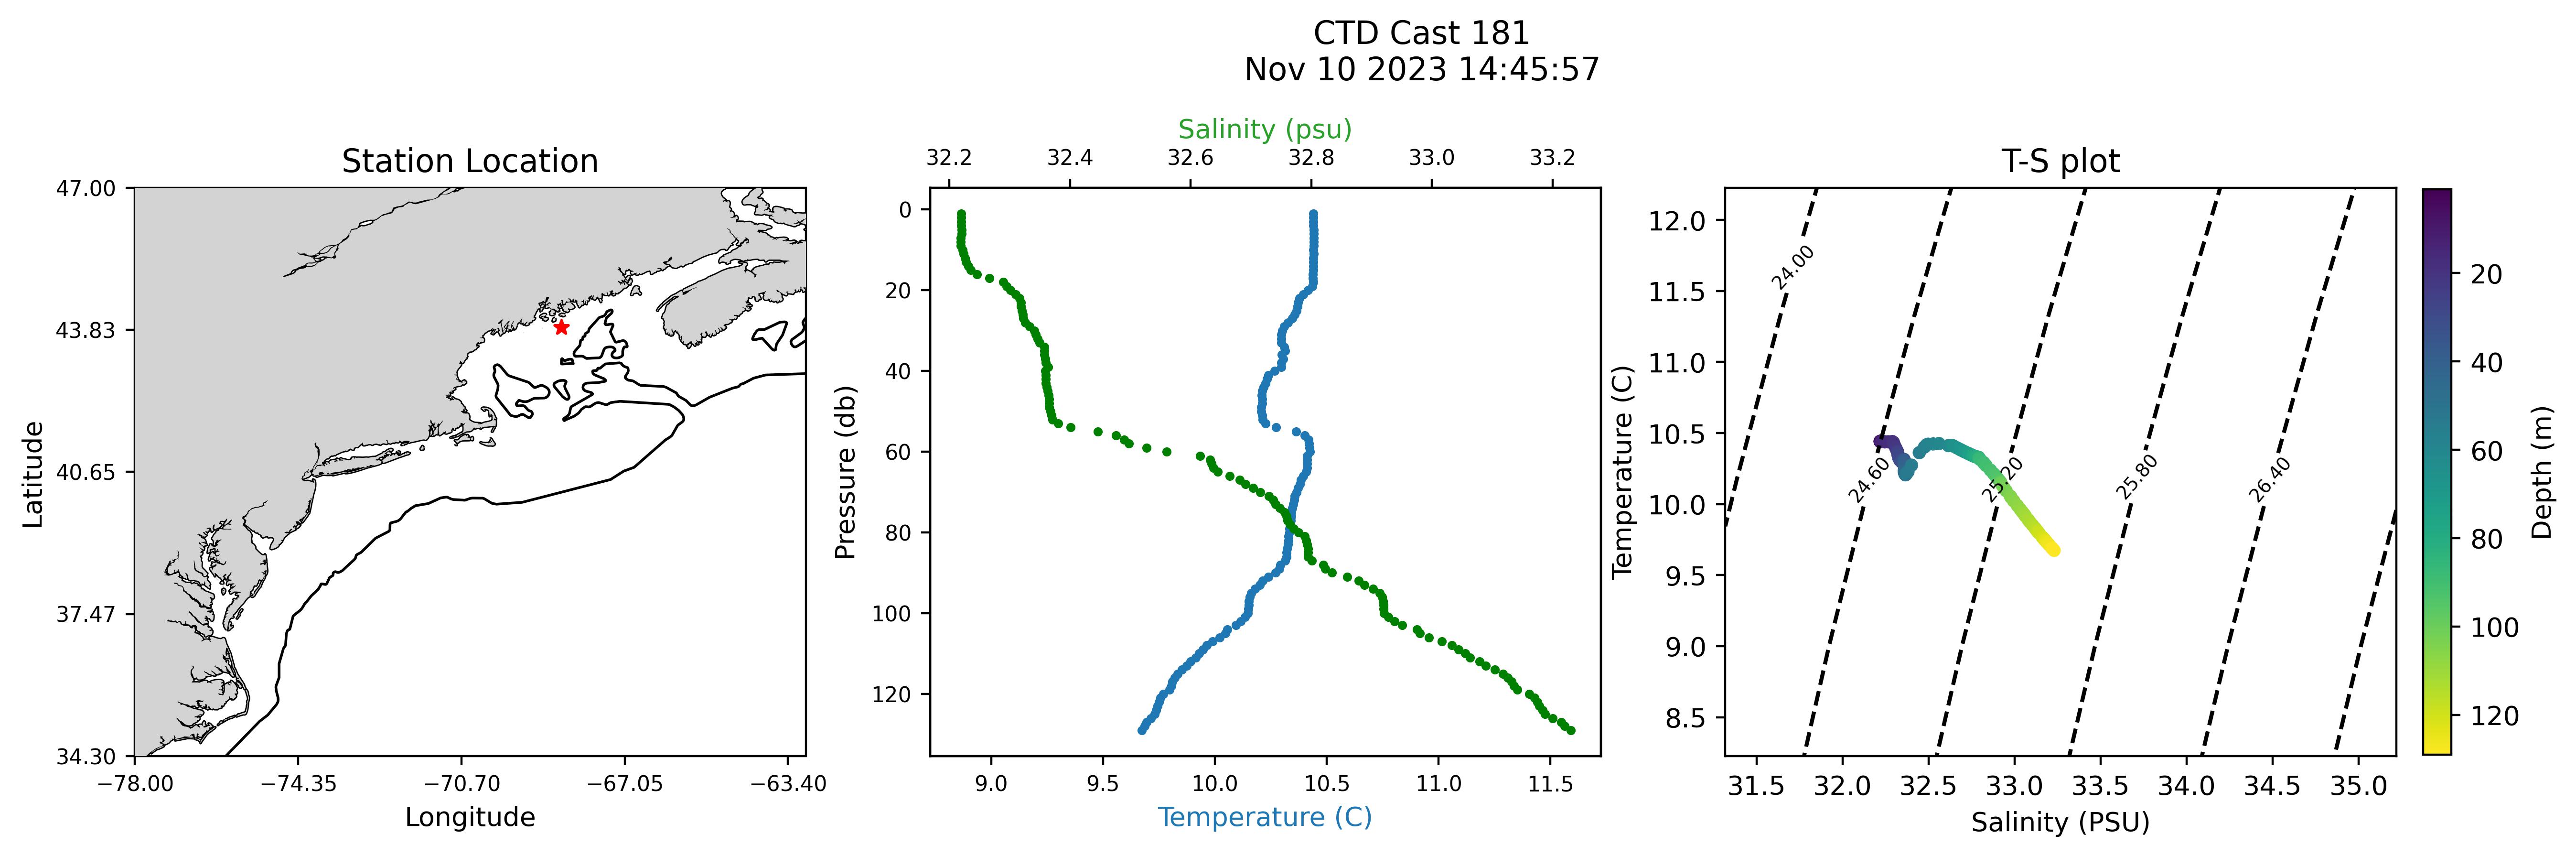 CTD Cast 181
Nov 10 2023 14:45:57
Station Location
47.00
43.83
40.65
37.47
34.30
Latitude
−78.00 −74.35 −70.70 −67.05 −63.40
Longitude
Salinity (psu)
32.2 32.4 32.6 32.8 33.0 33.2
0
20
40
60
80
100
120
Pressure (db)
9.0 9.5 10.0 10.5 11.0 11.5
Temperature (C)
T-S plot
12.0
11.5
11.0
10.5
10.0
9.5
9.0
8.5
Temperature (C)
24.00
24.60
25.20
25.80
26.40
31.5 32.0 32.5 33.0 33.5 34.0 34.5 35.0
Salinity (PSU)
20
40
60
80
100
120
Depth (m)